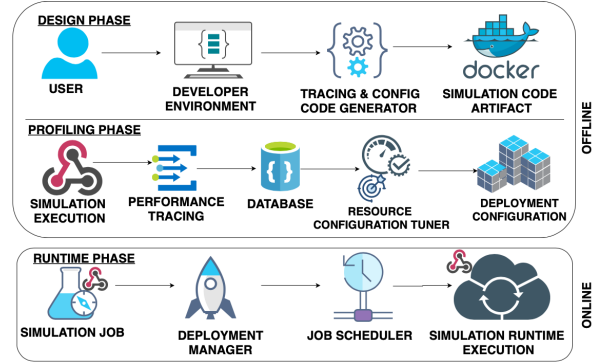 DESIGN PHASE
USER
DEVELOPER
ENVIRONMENT
TRACING & CONFIG
CODE GENERATOR
docker
SIMULATION CODE
ARTIFACT
PROFILING PHASE
SIMULATION
EXECUTION
PERFORMANCE
TRACING
DATABASE
RESOURCE
CONFIGURATION TUNER
DEPLOYMENT
CONFIGURATION
OFFLINE
RUNTIME PHASE
SIMULATION JOB
DEPLOYMENT
MANAGER
JOB SCHEDULER
SIMULATION RUNTIME
EXECUTION
ONLINE